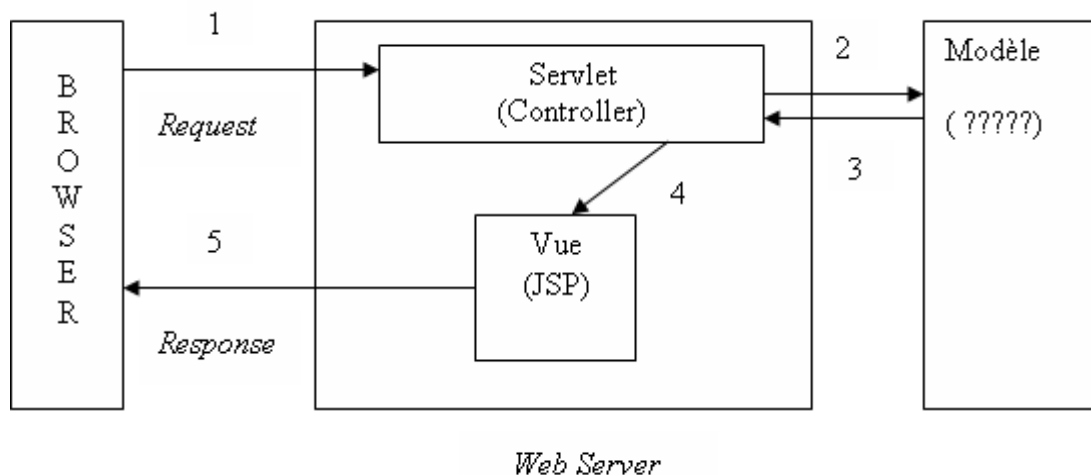 1
2
Modèle
B
R
O
W
S
E
R
Servlet
(Controller)
Request
( ?????)
3
4
5
Vue
(JSP)
Response
Web Server